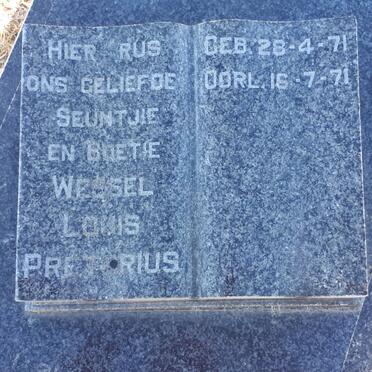 HIER RUS
ONS GELIEFDE
SEUNTJIE
EN BOETIE
WESSEL
LOUIS
PRETORIUS
GEB. 28-4-71
OORL. 16-7-71